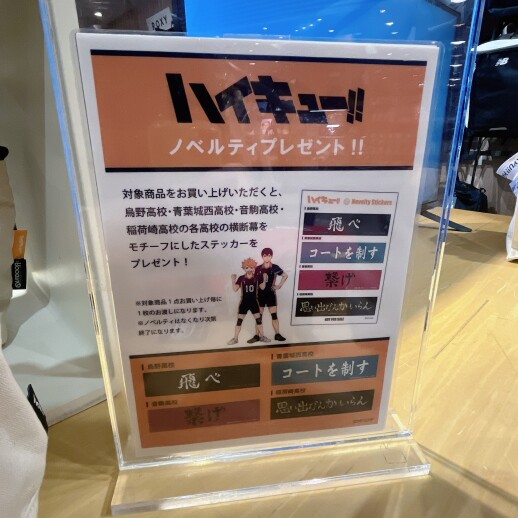 ROXY
ハイキュー!!
ノベルティプレゼント!!
対象商品をお買い上げいただくと、
烏野高校・青葉城西高校・音駒高校・
稲荷崎高校の各高校の横断幕を
モチーフにしたステッカーを
プレゼント!
※対象商品1点お買い上げ毎に
1枚のお渡しになります。
※ノベルティはなくなり次第
終了になります。
ハイキュー!! Novelty Stickers
飛べ
コートを制す
繋げ
思い出なんかいらん
10
烏野高校
飛べ
青葉城西高校
コートを制す
音駒高校
繋げ
稲荷崎高校
思い出なんかいらん